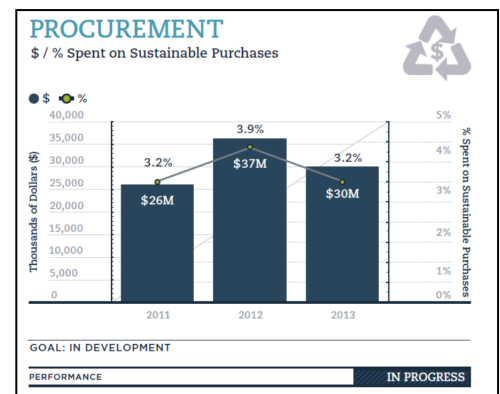 PROCUREMENT
$ / % Spent on Sustainable Purchases
$
$ %
40,000
35,000
30,000
25,000
20,000
15,000
10,000
5,000
0
Thousands of Dollars ($)
3.2%
3.9%
3.2%
$26M
$37M
$30M
5%
4%
3%
2%
1%
0%
% Spent on Sustainable Purchases
2011 2012 2013
GOAL: IN DEVELOPMENT
PERFORMANCE IN PROGRESS